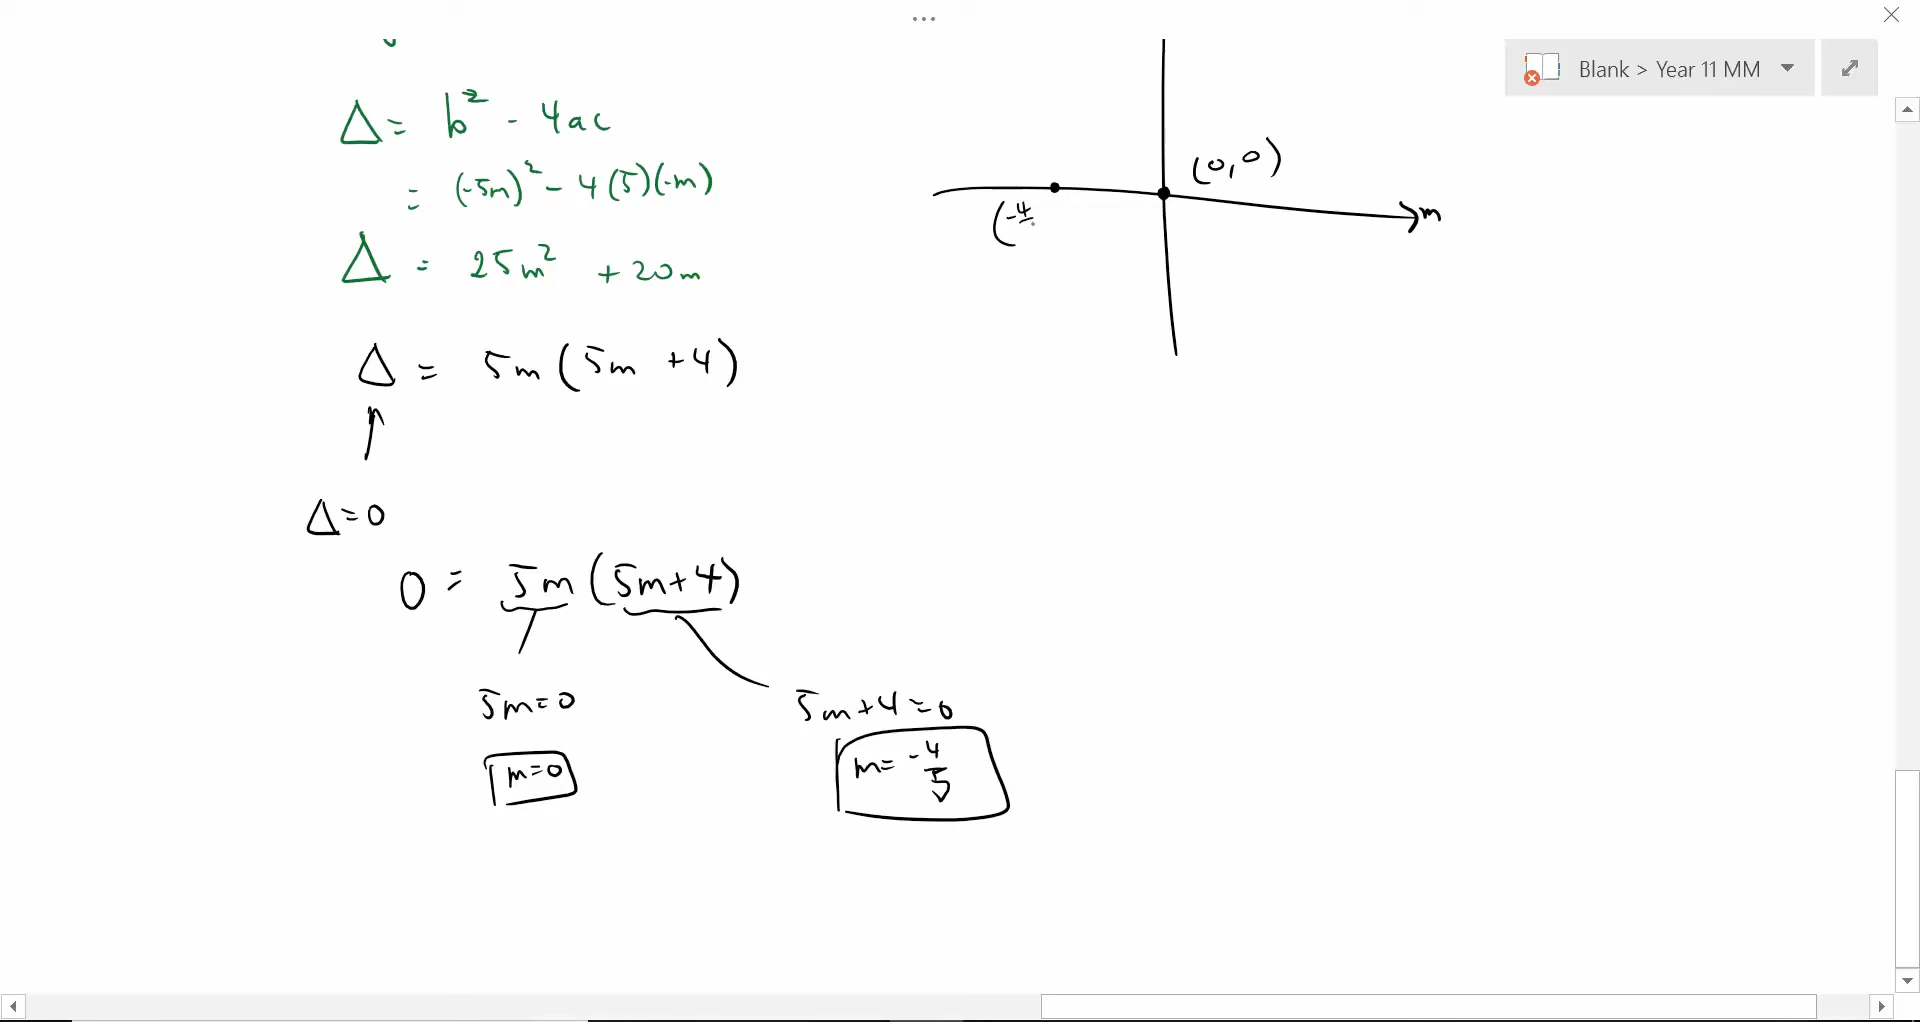 Blank > Year 11 MM
Δ = b² - 4ac
= (-5m)² - 4(5)(-m)
Δ = 25m² + 20m
Δ = 5m(5m + 4)
Δ = 0
0 = 5m(5m+4)
5m=0
5m+4=0
m=0
m= -4/5
(0,0)
m
(-4/